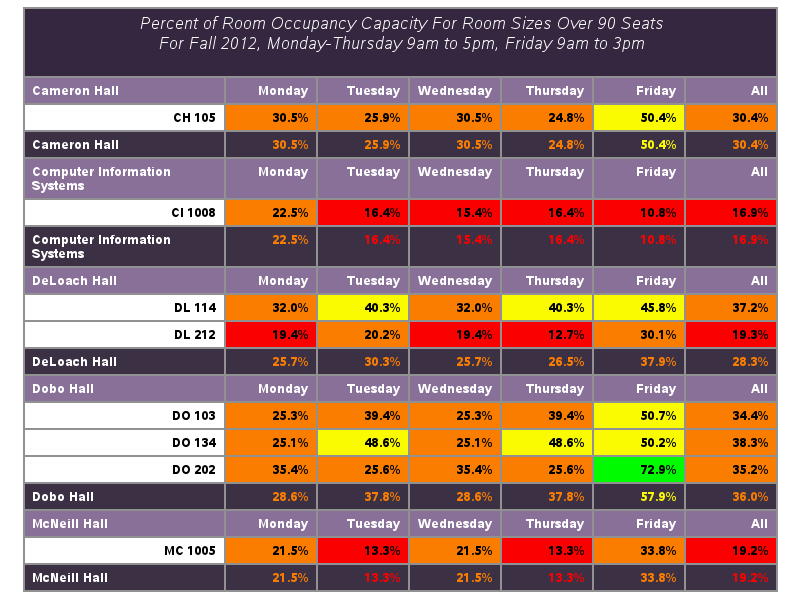 Percent of Room Occupancy Capacity For Room Sizes Over 90 Seats
For Fall 2012, Monday-Thursday 9am to 5pm, Friday 9am to 3pm
Cameron Hall Monday Tuesday Wednesday Thursday Friday All
CH 105 30.5% 25.9% 30.5% 24.8% 50.4% 30.4%
Cameron Hall 30.5% 25.9% 30.5% 24.8% 50.4% 30.4%
Computer Information Monday Tuesday Wednesday Thursday Friday All
Systems
CI 1008 22.5% 16.4% 15.4% 16.4% 10.8% 16.9%
Computer Information 22.5% 16.4% 15.4% 16.4% 10.8% 16.9%
Systems
DeLoach Hall Monday Tuesday Wednesday Thursday Friday All
DL 114 32.0% 40.3% 32.0% 40.3% 45.8% 37.2%
DL 212 19.4% 20.2% 19.4% 12.7% 30.1% 19.3%
DeLoach Hall 25.7% 30.3% 25.7% 26.5% 37.9% 28.3%
Dobo Hall Monday Tuesday Wednesday Thursday Friday All
DO 103 25.3% 39.4% 25.3% 39.4% 50.7% 34.4%
DO 134 25.1% 48.6% 25.1% 48.6% 50.2% 38.3%
DO 202 35.4% 25.6% 35.4% 25.6% 72.9% 35.2%
Dobo Hall 28.6% 37.8% 28.6% 37.8% 57.9% 36.0%
McNeill Hall Monday Tuesday Wednesday Thursday Friday All
MC 1005 21.5% 13.3% 21.5% 13.3% 33.8% 19.2%
McNeill Hall 21.5% 13.3% 21.5% 13.3% 33.8% 19.2%